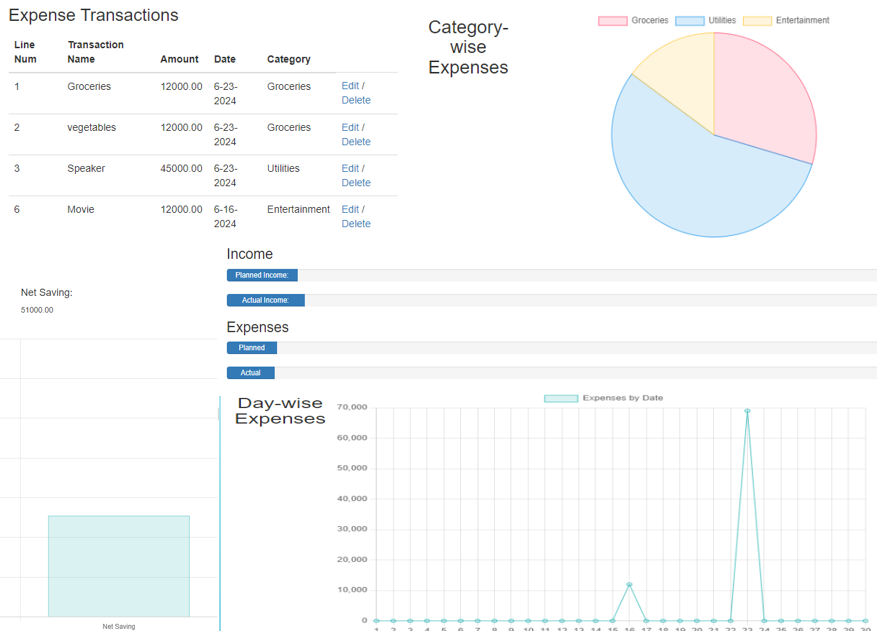 Expense Transactions
Line Num Transaction Name Amount Date Category
1 Groceries 12000.00 6-23-2024 Groceries Edit / Delete
2 vegetables 12000.00 6-23-2024 Groceries Edit / Delete
3 Speaker 45000.00 6-23-2024 Utilities Edit / Delete
6 Movie 12000.00 6-16-2024 Entertainment Edit / Delete
Category-
wise
Expenses
Groceries Utilities Entertainment
Income
Planned Income:
Actual Income:
Expenses
Planned
Actual
Net Saving:
51000.00
Net Saving
Day-wise
Expenses
Expenses by Date
70,000
60,000
50,000
40,000
30,000
20,000
10,000
0
1 2 3 4 5 6 7 8 9 10 11 12 13 14 15 16 17 18 19 20 21 22 23 24 25 26 27 28 29 30